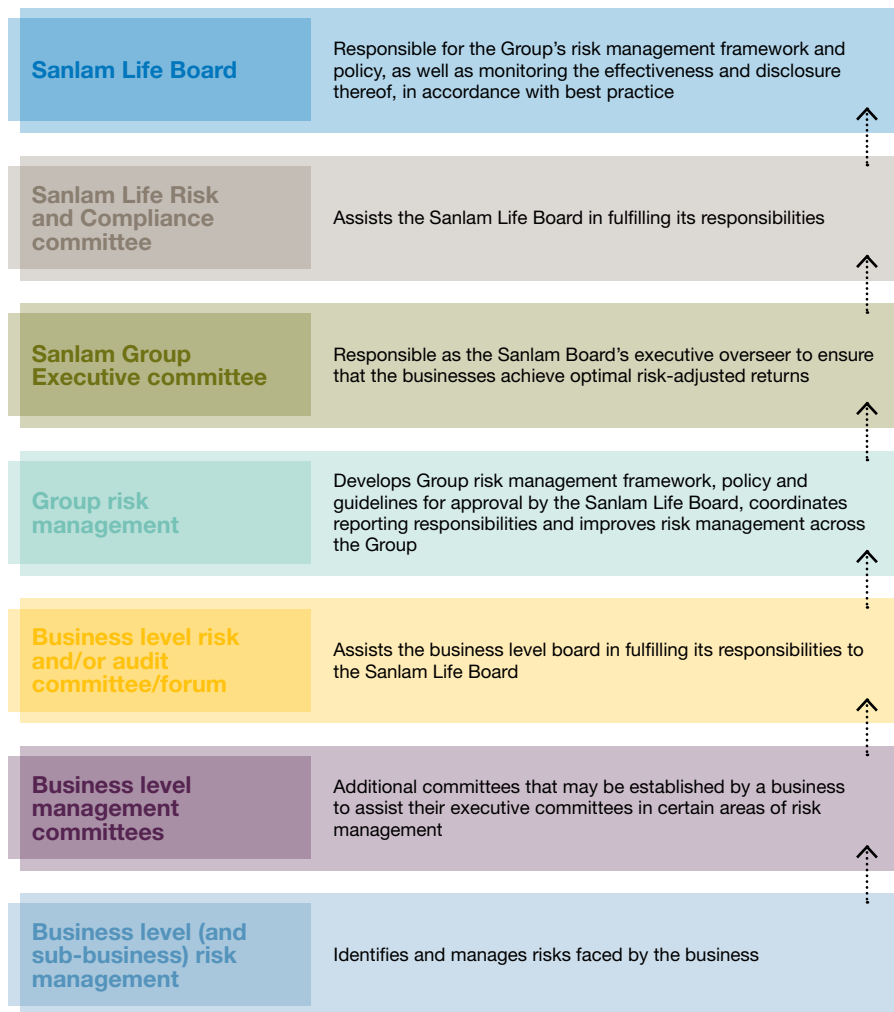 Sanlam Life Board
Responsible for the Group’s risk management framework and
policy, as well as monitoring the effectiveness and disclosure
thereof, in accordance with best practice
Sanlam Life Risk
and Compliance
committee
Assists the Sanlam Life Board in fulfilling its responsibilities
Sanlam Group
Executive committee
Responsible as the Sanlam Board’s executive overseer to ensure
that the businesses achieve optimal risk-adjusted returns
Group risk
management
Develops Group risk management framework, policy and
guidelines for approval by the Sanlam Life Board, coordinates
reporting responsibilities and improves risk management across
the Group
Business level risk
and/or audit
committee/forum
Assists the business level board in fulfilling its responsibilities to
the Sanlam Life Board
Business level
management
committees
Additional committees that may be established by a business
to assist their executive committees in certain areas of risk
management
Business level (and
sub-business) risk
management
Identifies and manages risks faced by the business